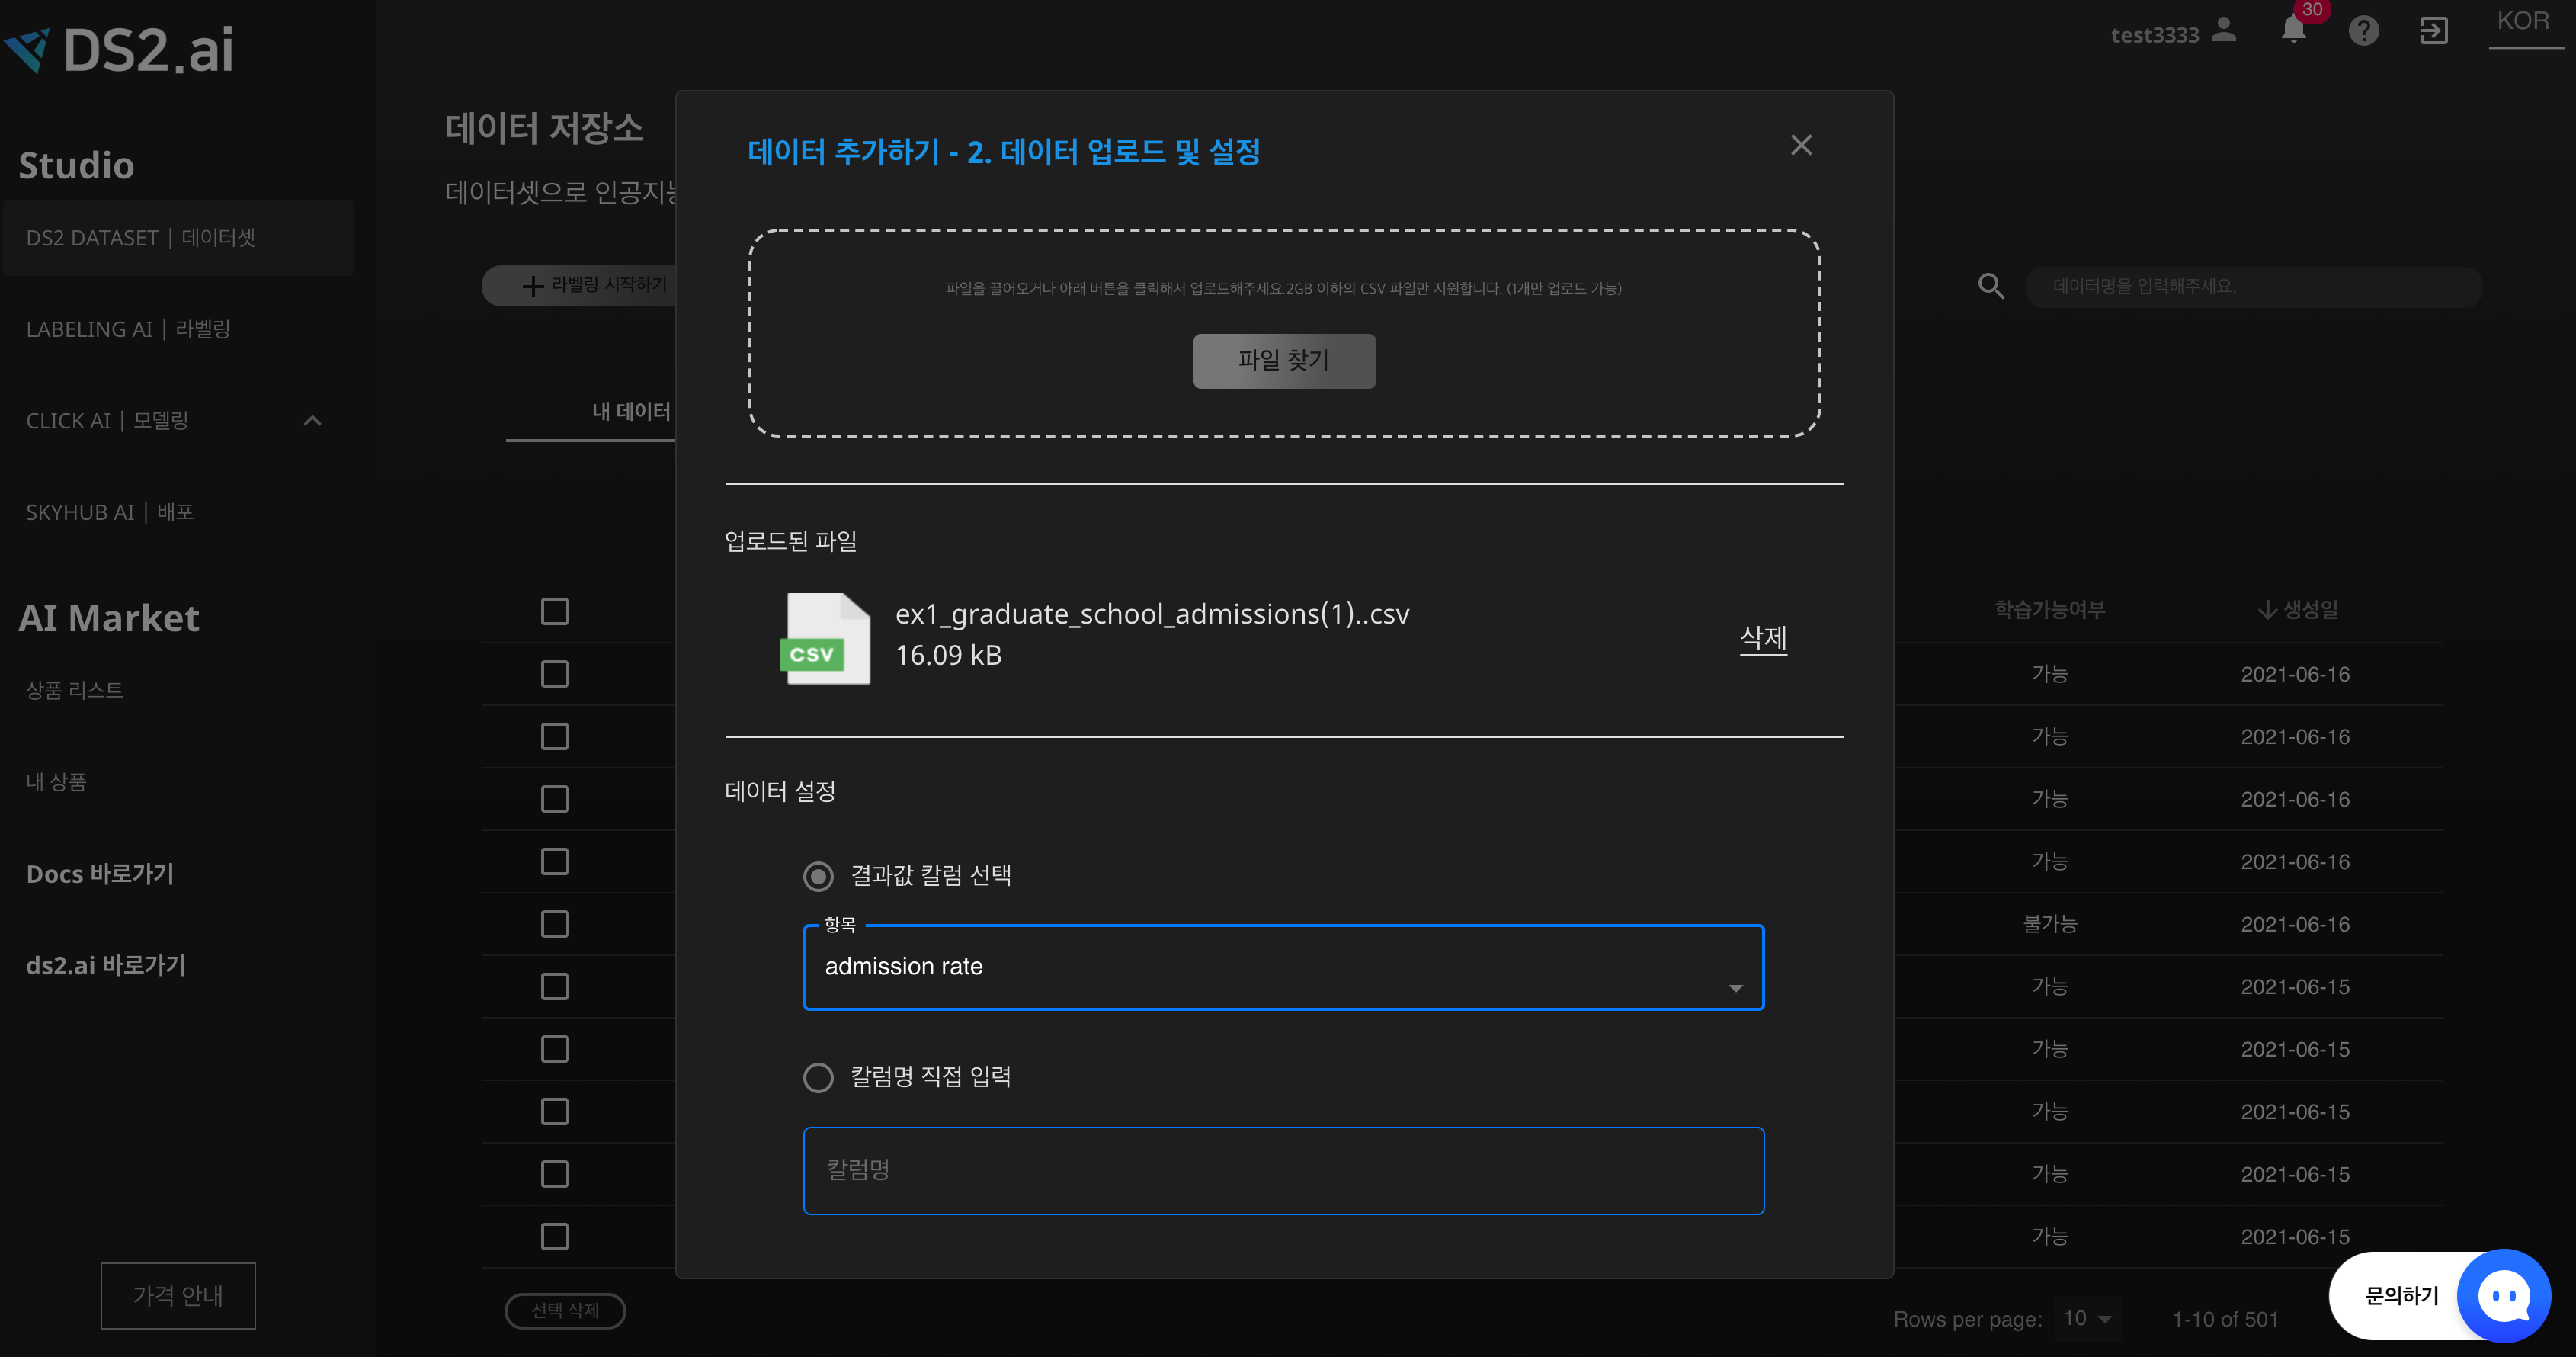 DS2.ai
test3333
30
KOR
Studio
DS2 DATASET | 데이터셋
LABELING AI | 라벨링
CLICK AI | 모델링
SKYHUB AI | 배포
AI Market
상품 리스트
내 상품
Docs 바로가기
ds2.ai 바로가기
가격 안내
데이터 저장소
데이터셋으로 인공지능
라벨링 시작하기
데이터명을 입력해주세요.
내 데이터
데이터 추가하기 - 2. 데이터 업로드 및 설정
파일을 끌어오거나 아래 버튼을 클릭해서 업로드해주세요.2GB 이하의 CSV 파일만 지원합니다. (1개만 업로드 가능)
파일 찾기
업로드된 파일
CSV
ex1_graduate_school_admissions(1)..csv
16.09 kB
삭제
데이터 설정
결과값 칼럼 선택
항목
admission rate
칼럼명 직접 입력
칼럼명
학습가능여부 생성일
가능 2021-06-16
가능 2021-06-16
가능 2021-06-16
가능 2021-06-16
불가능 2021-06-16
가능 2021-06-15
가능 2021-06-15
가능 2021-06-15
가능 2021-06-15
가능 2021-06-15
선택 삭제
Rows per page: 10 1-10 of 501
문의하기